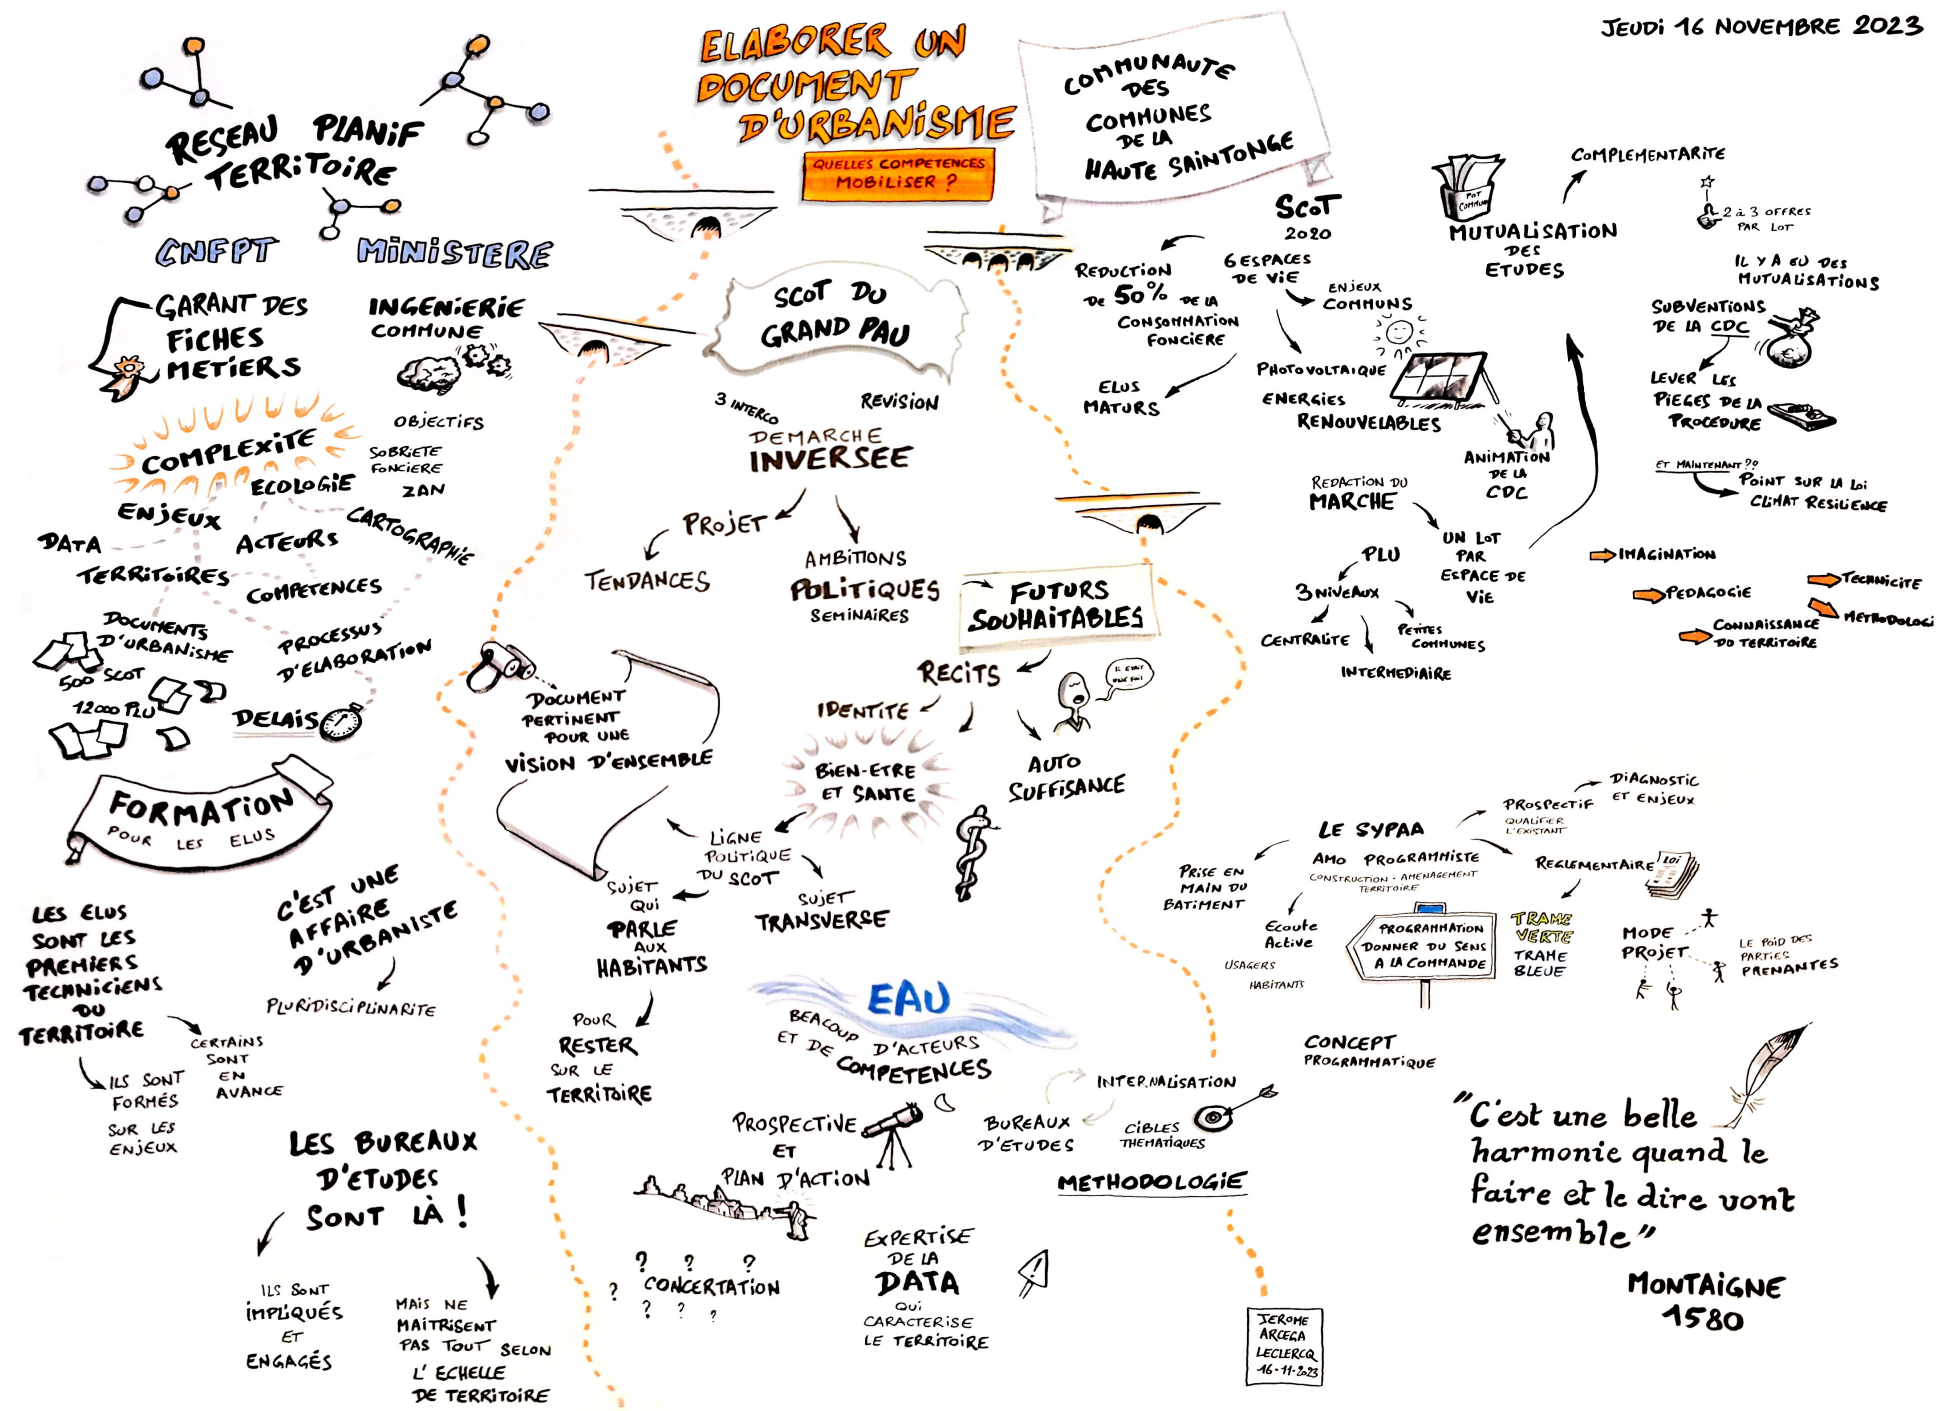 JEUDI 16 NOVEMBRE 2023
ELABORER UN
DOCUMENT
D'URBANISME
QUELLES COMPETENCES
MOBILISER ?
RESEAU PLANIF
TERRITOIRE
CNFPT
GARANT DES
FICHES
METIERS
MINISTERE
INGENIERIE
COMMUNE
OBJECTIFS
SOBRIETE
FONCIERE
ZAN
COMPLEXITE
ECOLOGIE
ENJEUX
CARTOGRAPHIE
DATA
ACTEURS
TERRITOIRES
COMPETENCES
DOCUMENTS
D'URBANISME
500 SCOT
12000 PLU
PROCESSUS
D'ELABORATION
DELAIS
FORMATION
POUR LES ELUS
LES ELUS
SONT LES
PREMIERS
TECHNICIENS
DU
TERRITOIRE
CERTAINS
SONT
EN
AVANCE
ILS SONT
FORMÉS
SUR LES
ENJEUX
C'EST UNE
AFFAIRE
D'URBANISTE
PLURIDISCIPLINARITE
LES BUREAUX
D'ETUDES
SONT LÀ !
ILS SONT
IMPLIQUÉS
ET
ENGAGÉS
MAIS NE
MAITRISENT
PAS TOUT SELON
L'ECHELLE
DE TERRITOIRE
SCOT DU
GRAND PAU
3 INTERCO
REVISION
DEMARCHE
INVERSEE
PROJET
TENDANCES
AMBITIONS
POLITIQUES
SEMINAIRES
FUTURS
SOUHAITABLES
RECITS
IL ETAIT
UNE FOIS
IDENTITE
BIEN-ETRE
ET SANTE
AUTO
SUFFISANCE
DOCUMENT
PERTINENT
POUR UNE
VISION D'ENSEMBLE
LIGNE
POLITIQUE
DU SCOT
SUJET
QUI
PARLE
AUX
HABITANTS
SUJET
TRANSVERSE
POUR
RESTER
SUR LE
TERRITOIRE
EAU
BEACOUP D'ACTEURS
ET DE COMPETENCES
PROSPECTIVE
ET
PLAN D'ACTION
INTERNALISATION
BUREAUX
D'ETUDES
CIBLES
THEMATIQUES
METHODOLOGIE
? ? ?
? CONCERTATION
? ? ?
EXPERTISE
DE LA
DATA
QUI
CARACTERISE
LE TERRITOIRE
COMMUNAUTE
DES
COMMUNES
DE LA
HAUTE SAINTONGE
SCOT
2020
REDUCTION
DE 50% DE LA
CONSOMMATION
FONCIERE
ELUS
MATURS
6 ESPACES
DE VIE
ENJEUX
COMMUNS
PHOTOVOLTAIQUE
ENERGIES
RENOUVELABLES
ANIMATION
DE LA
CDC
REDACTION DU
MARCHE
UN LOT
PAR
ESPACE DE
VIE
PLU
3 NIVEAUX
CENTRALITE
INTERMEDIAIRE
PETITES
COMMUNES
POT
COMMUN
MUTUALISATION
DES
ETUDES
COMPLEMENTARITE
2 à 3 OFFRES
PAR LOT
IL Y A EU DES
MUTUALISATIONS
SUBVENTIONS
DE LA CDC
LEVER LES
PIEGES DE LA
PROCEDURE
ET MAINTENANT ??
POINT SUR LA LOI
CLIMAT RESILIENCE
IMAGINATION
PEDAGOGIE
CONNAISSANCE
DU TERRITOIRE
TECHNICITE
METHODOLOGI
LE SYPAA
AMO PROGRAMMISTE
CONSTRUCTION - AMENAGEMENT
TERRITOIRE
PROSPECTIF
QUALIFIER
L'EXISTANT
DIAGNOSTIC
ET ENJEUX
REGLEMENTAIRE
LOI
PRISE EN
MAIN DU
BATIMENT
ECOUTE
ACTIVE
USAGERS
HABITANTS
PROGRAMMATION
DONNER DU SENS
A LA COMMANDE
TRAME
VERTE
TRAME
BLEUE
MODE
PROJET
LE POID DES
PARTIES
PRENANTES
CONCEPT
PROGRAMMATIQUE
"C'est une belle
harmonie quand le
faire et le dire vont
ensemble"
MONTAIGNE
1580
JEROME
ARCEGA
LECLERCQ
16-11-2023